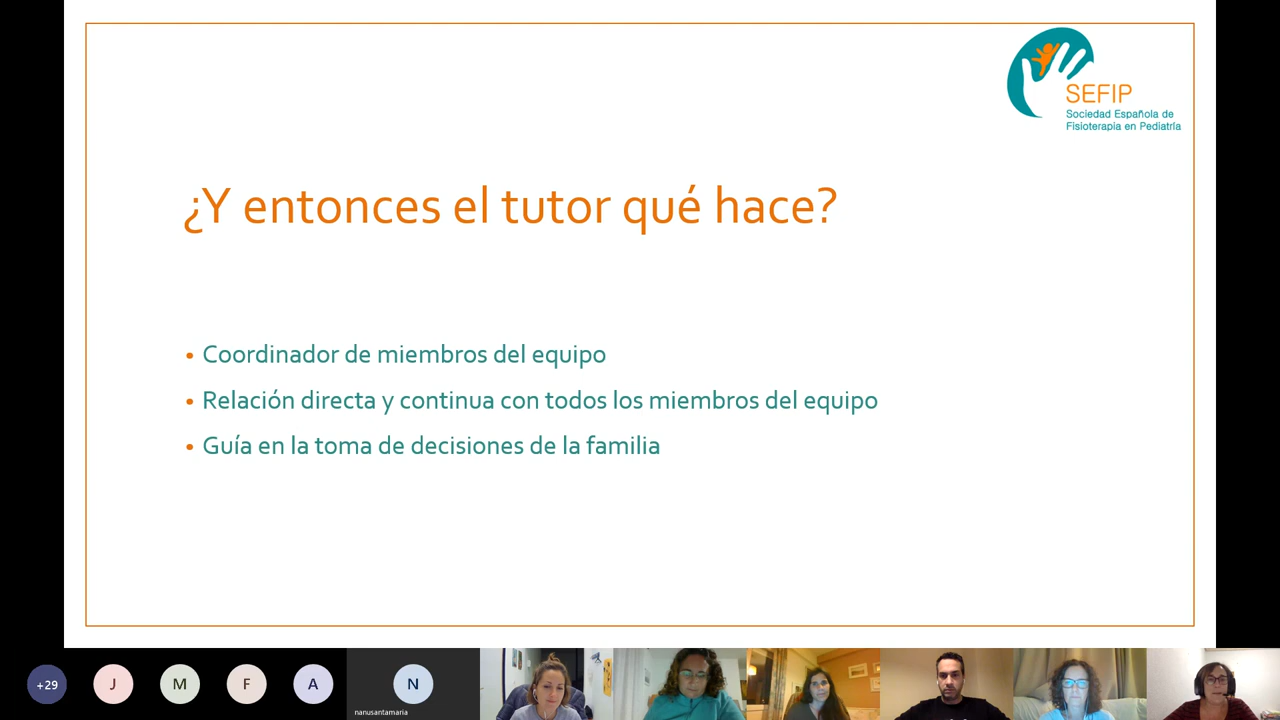 SEFIP
Sociedad Española de
Fisioterapia en Pediatría
¿Y entonces el tutor qué hace?
• Coordinador de miembros del equipo
• Relación directa y continua con todos los miembros del equipo
• Guía en la toma de decisiones de la familia
+29
J
M
F
A
N
nanusantamaria